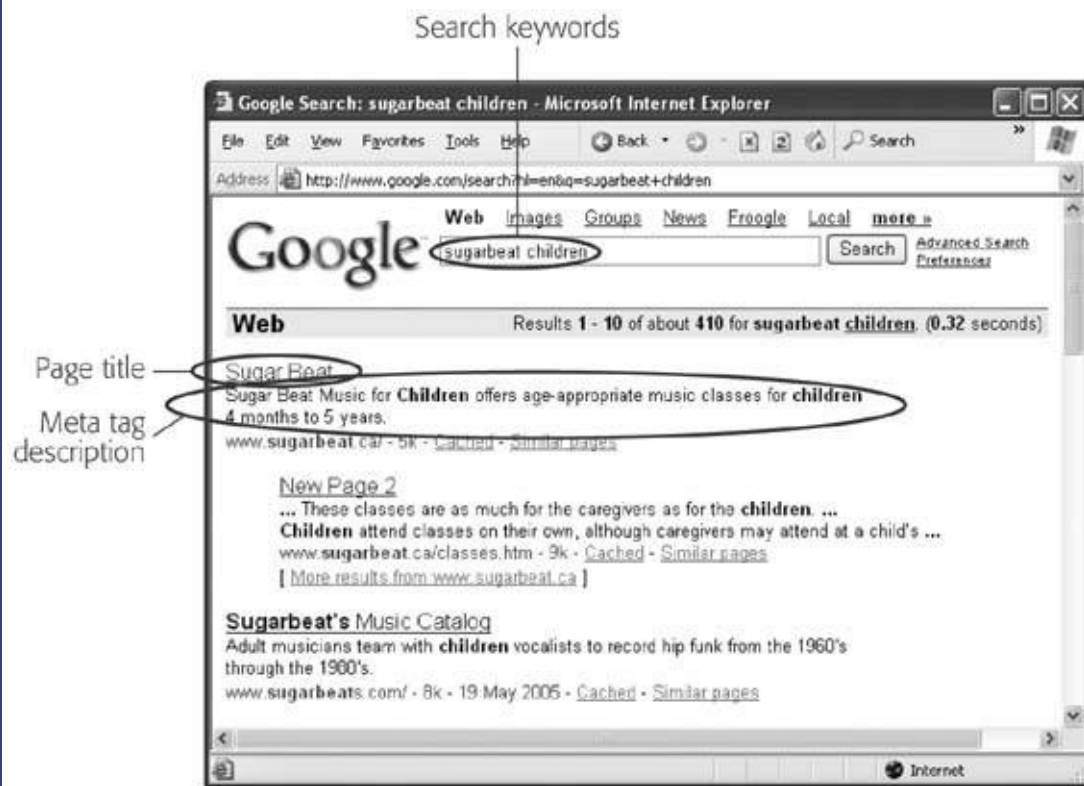 Search keywords
Google Search: sugarbeat children - Microsoft Internet Explorer
File Edit View Favorites Tools Help Back Search »
Address http://www.google.com/search?hl=en&q=sugarbeat+children
Web Images Groups News Froogle Local more »
Google sugarbeat children Search Advanced Search
Preferences
Web Results 1 - 10 of about 410 for sugarbeat children. (0.32 seconds)
Page title
Sugar Beat
Sugar Beat Music for Children offers age-appropriate music classes for children
4 months to 5 years.
Meta tag
description
www.sugarbeat.ca/ - 5k - Cached - Similar pages
New Page 2
... These classes are as much for the caregivers as for the children. ...
Children attend classes on their own, although caregivers may attend at a child's ...
www.sugarbeat.ca/classes.htm - 9k - Cached - Similar pages
[ More results from www.sugarbeat.ca ]
Sugarbeat's Music Catalog
Adult musicians team with children vocalists to record hip funk from the 1960's
through the 1980's.
www.sugarbeats.com/ - 8k - 19 May 2005 - Cached - Similar pages
Internet